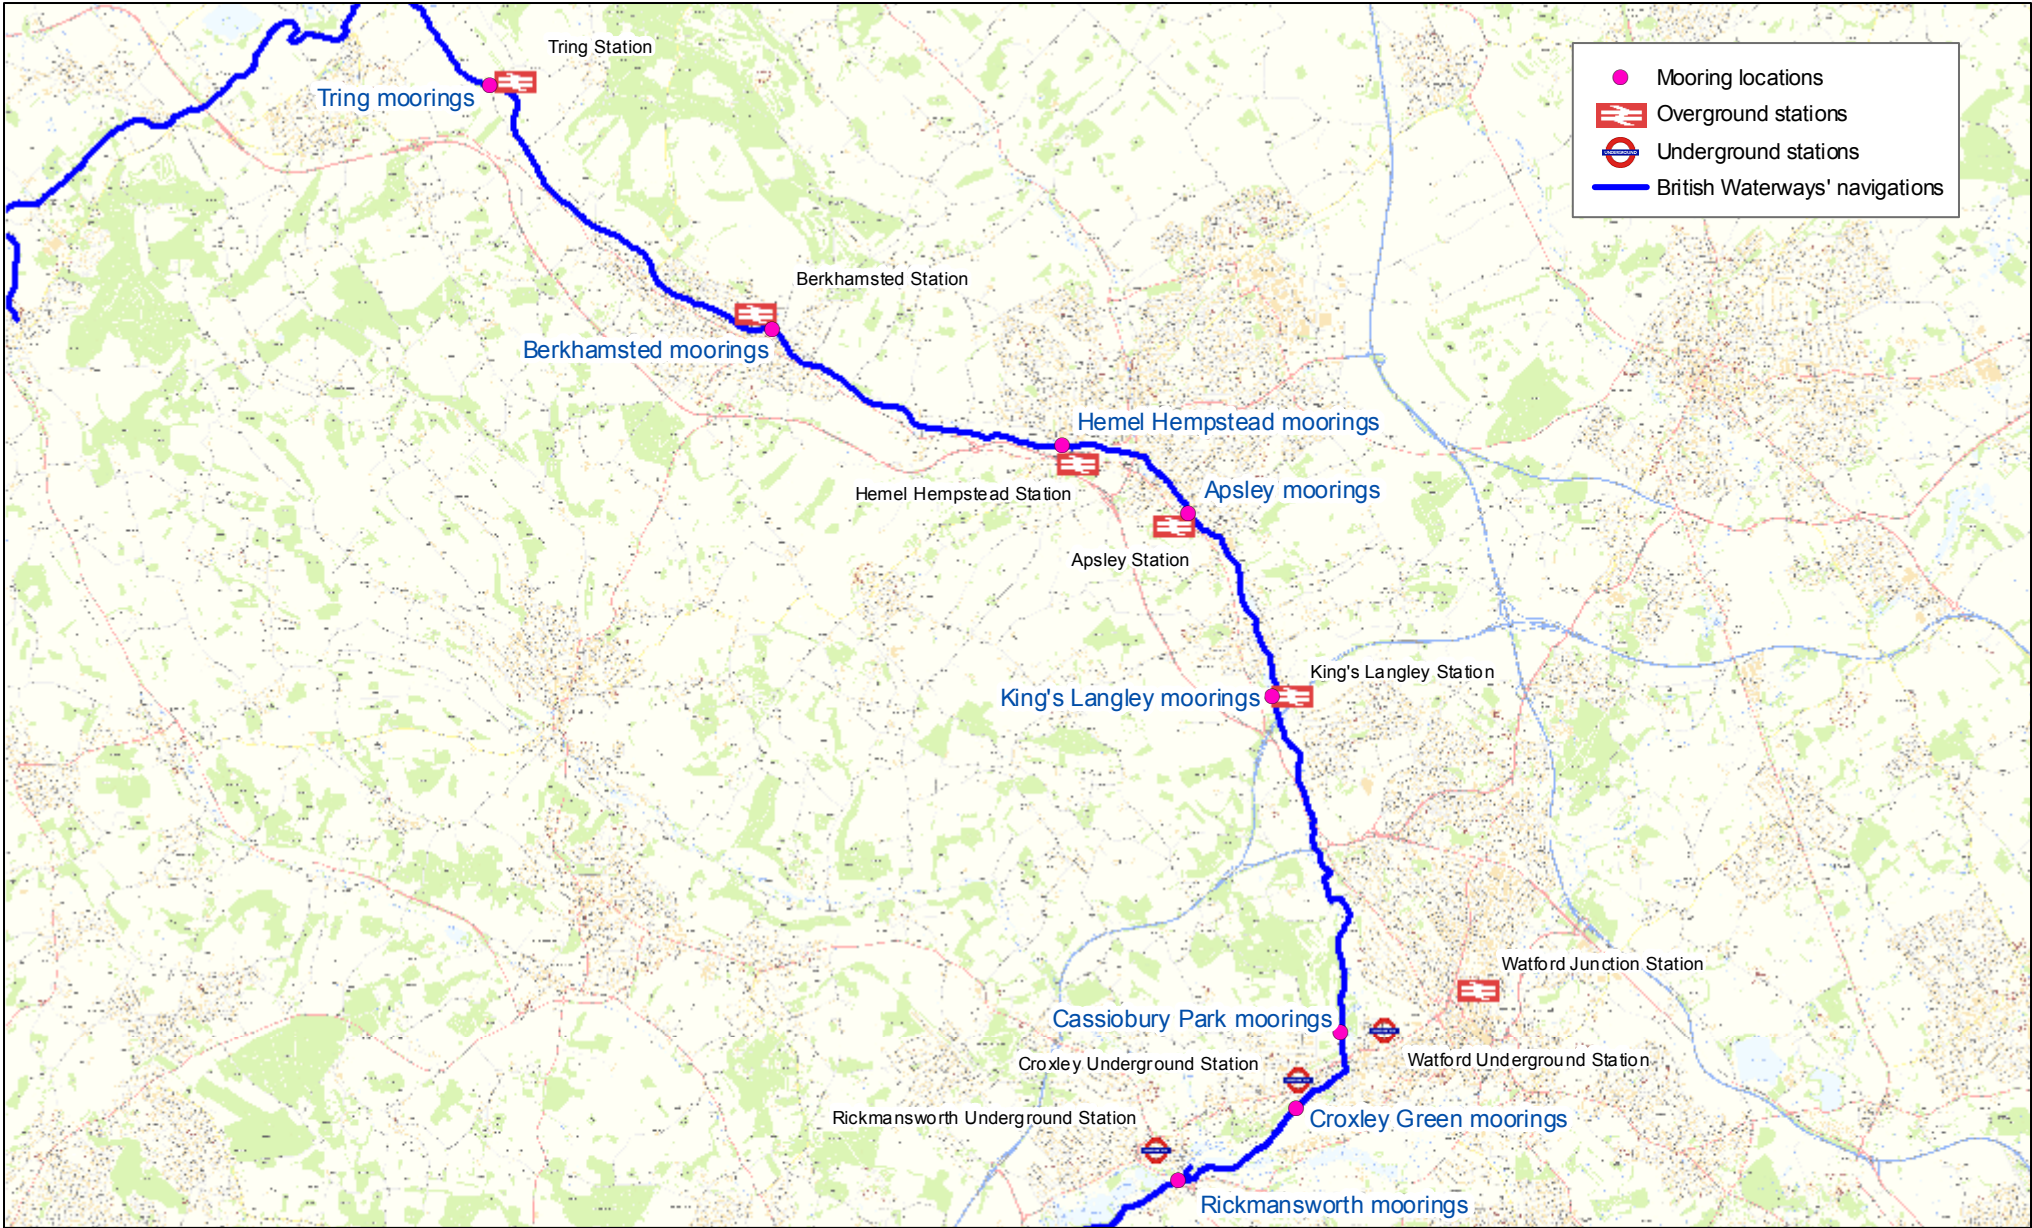 Tring Station
Tring moorings
Mooring locations
Overground stations
UNDERGROUND
Underground stations
British Waterways' navigations
Berkhamsted Station
Berkhamsted moorings
Hemel Hempstead moorings
Hemel Hempstead Station
Apsley moorings
Apsley Station
King's Langley Station
King's Langley moorings
Watford Junction Station
Cassiobury Park moorings
Watford Underground Station
Croxley Underground Station
Croxley Green moorings
Rickmansworth Underground Station
Rickmansworth moorings